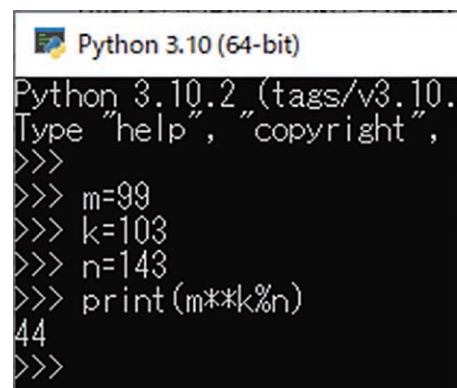 Python 3.10 (64-bit)
Python 3.10.2 (tags/v3.10.
Type "help", "copyright",
>>>
>>> m=99
>>> k=103
>>> n=143
>>> print(m**k%n)
44
>>>